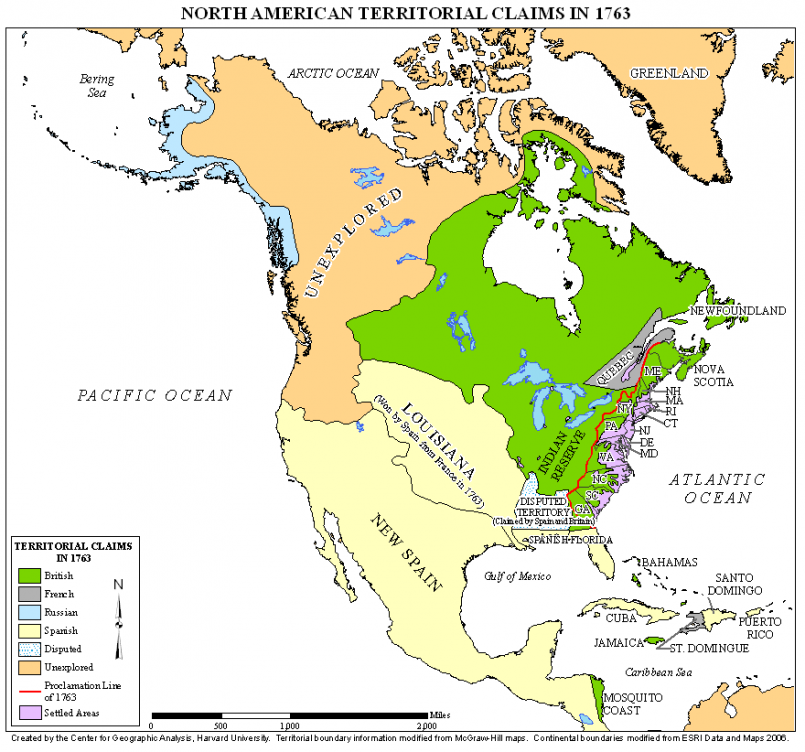 NORTH AMERICAN TERRITORIAL CLAIMS IN 1763
Bering
Sea
ARCTIC OCEAN
GREENLAND
UNEXPLORED
NEWFOUNDLAND
QUEBEC
ME
NOVA
SCOTIA
NH
MA
RI
CT
NY
PA
NJ
DE
MD
VA
NC
SC
GA
PACIFIC OCEAN
LOUISIANA
(Won by Spain from France in 1763)
INDIAN
RESERVE
ATLANTIC
OCEAN
DISPUTED
TERRITORY
(Claimed by Spain and Britain)
SPANISH FLORIDA
NEW SPAIN
Gulf of Mexico
BAHAMAS
SANTO
DOMINGO
CUBA
PUERTO
RICO
JAMAICA
ST. DOMINGUE
Caribbean Sea
MOSQUITO
COAST
TERRITORIAL CLAIMS
IN 1763
British
French
Russian
Spanish
Disputed
Unexplored
Proclamation Line
of 1763
Settled Areas
N
Miles
0 500 1,000 2,000
Created by the Center for Geographic Analysis, Harvard University. Territorial boundary information modified from McGraw-Hill maps. Continental boundaries modified from ESRI Data and Maps 2006.